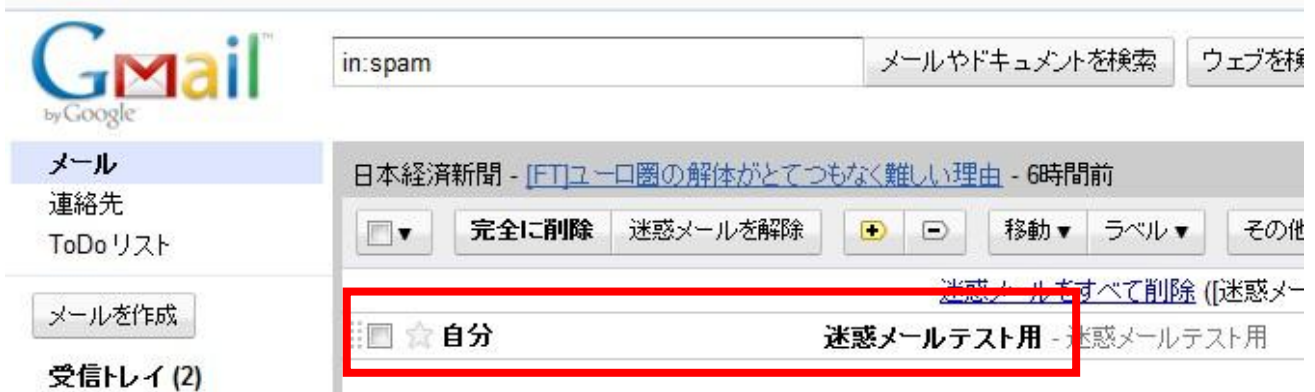 Gmail™
by Google
in:spam
メールやドキュメントを検索
ウェブを検
メール
連絡先
ToDo リスト
メールを作成
受信トレイ (2)
日本経済新聞 - [FT]ユーロ圏の解体がとてつもなく難しい理由 - 6時間前
完全に削除
迷惑メールを解除
移動▼
ラベル▼
その他
迷惑メールをすべて削除 ([迷惑メー
自分
迷惑メールテスト用 - 迷惑メールテスト用